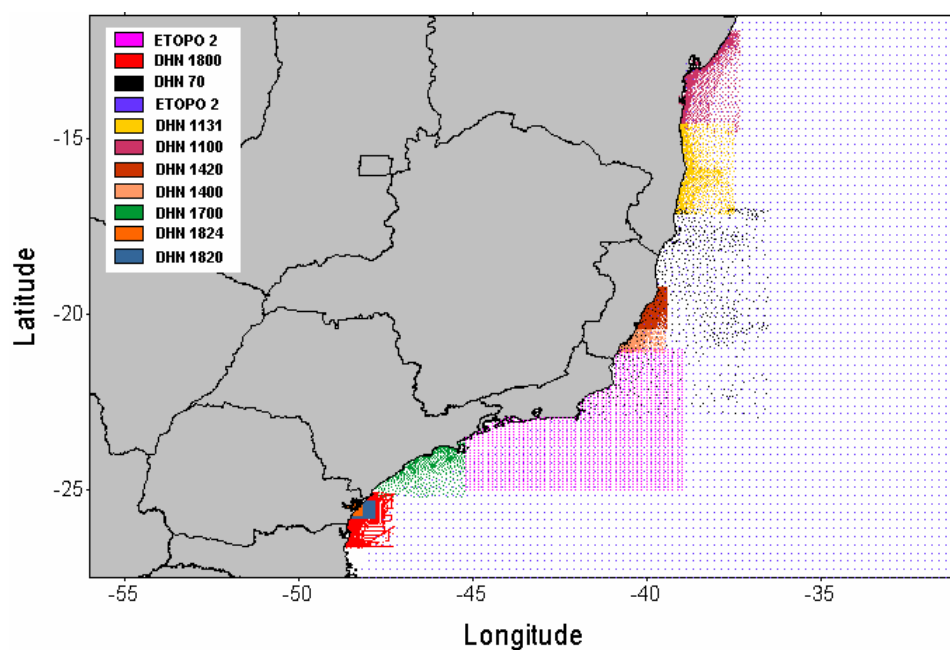 ETOPO 2
DHN 1800
DHN 70
ETOPO 2
DHN 1131
DHN 1100
DHN 1420
DHN 1400
DHN 1700
DHN 1824
DHN 1820
-15
-20
-25
Latitude
-55
-50
-45
-40
-35
Longitude